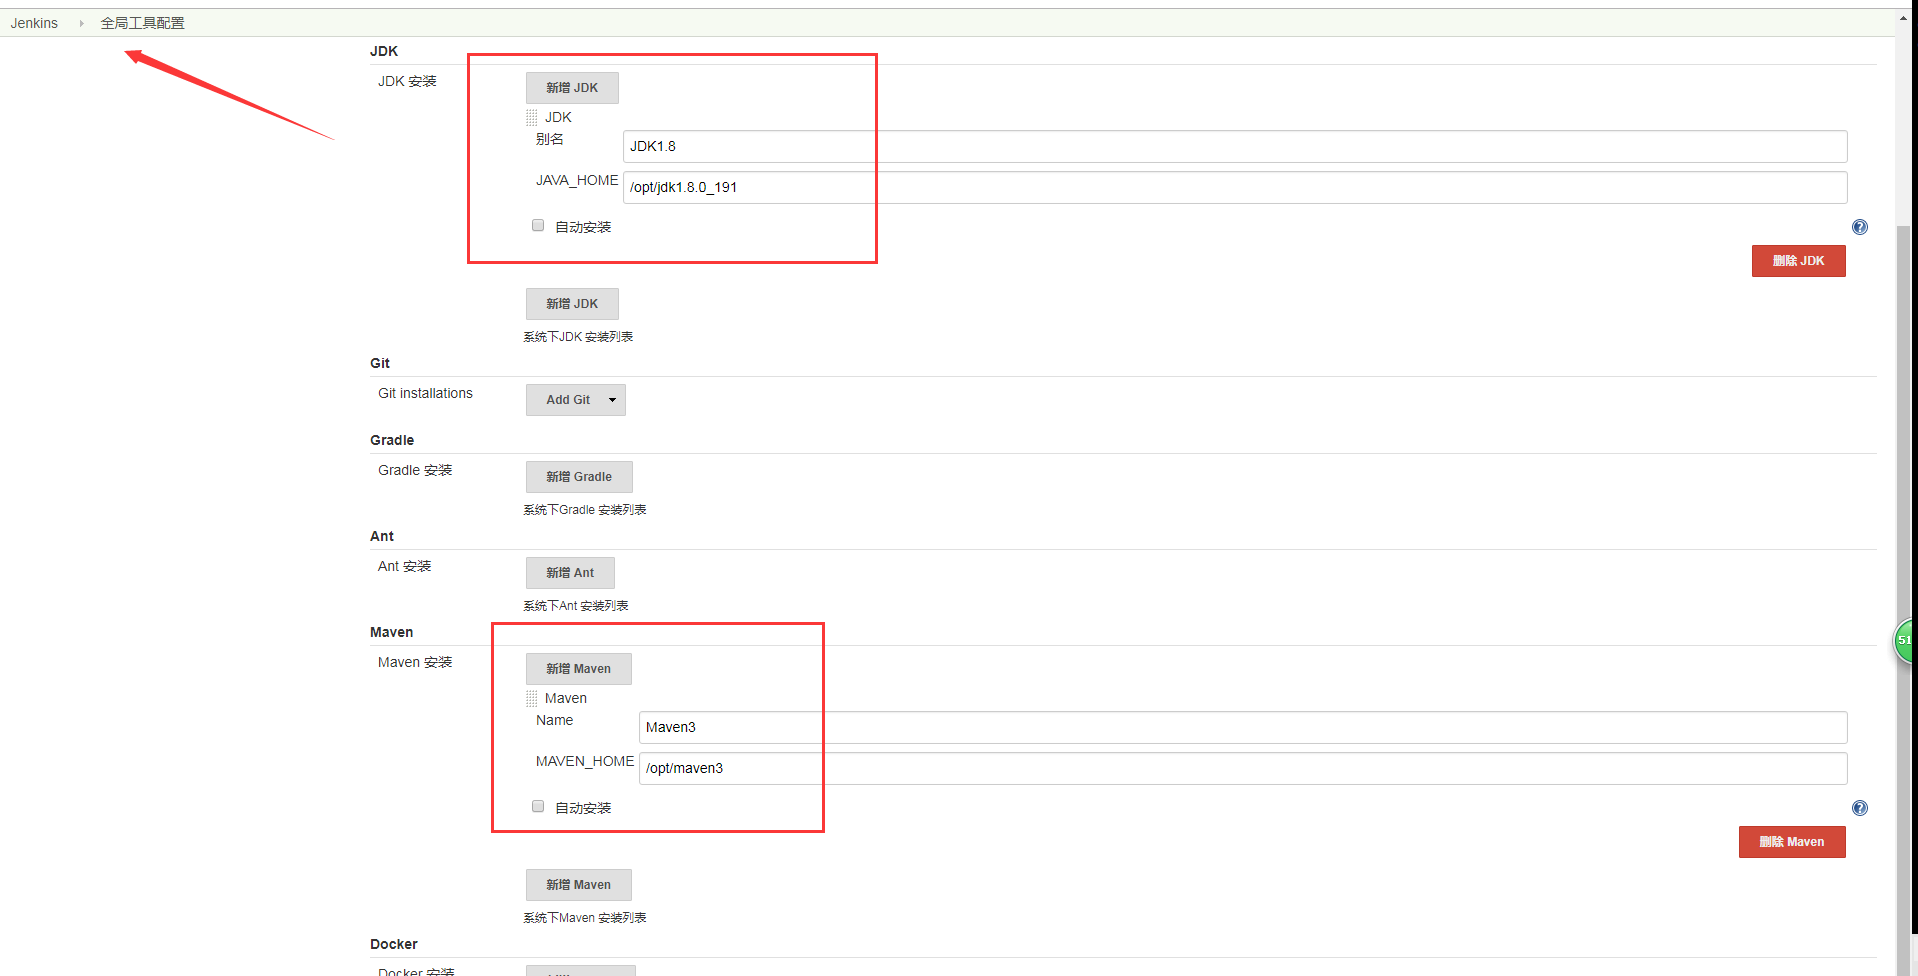 Jenkins 全局工具配置
JDK
JDK 安装
新增 JDK
JDK
别名
JDK1.8
JAVA_HOME
/opt/jdk1.8.0_191
自动安装
删除 JDK
新增 JDK
系统下JDK 安装列表
Git
Git installations
Add Git
Gradle
Gradle 安装
新增 Gradle
系统下Gradle 安装列表
Ant
Ant 安装
新增 Ant
系统下Ant 安装列表
Maven
Maven 安装
新增 Maven
Maven
Name
Maven3
51
MAVEN_HOME
/opt/maven3
自动安装
删除 Maven
新增 Maven
系统下Maven 安装列表
Docker
Docker 安装